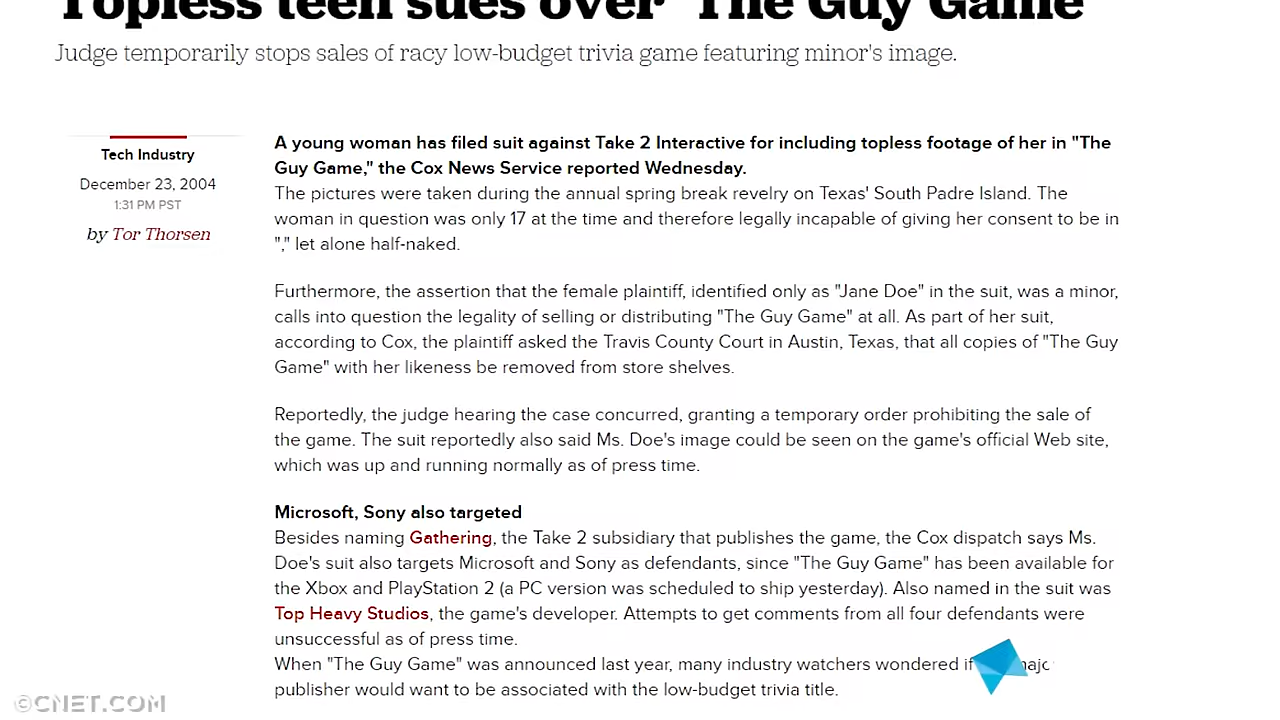 Topless teen sues over 'The Guy Game'
Judge temporarily stops sales of racy low-budget trivia game featuring minor's image.
Tech Industry
December 23, 2004
1:31 PM PST
by Tor Thorsen
A young woman has filed suit against Take 2 Interactive for including topless footage of her in "The
Guy Game," the Cox News Service reported Wednesday.
The pictures were taken during the annual spring break revelry on Texas' South Padre Island. The
woman in question was only 17 at the time and therefore legally incapable of giving her consent to be in
"," let alone half-naked.
Furthermore, the assertion that the female plaintiff, identified only as "Jane Doe" in the suit, was a minor,
calls into question the legality of selling or distributing "The Guy Game" at all. As part of her suit,
according to Cox, the plaintiff asked the Travis County Court in Austin, Texas, that all copies of "The Guy
Game" with her likeness be removed from store shelves.
Reportedly, the judge hearing the case concurred, granting a temporary order prohibiting the sale of
the game. The suit reportedly also said Ms. Doe's image could be seen on the game's official Web site,
which was up and running normally as of press time.
Microsoft, Sony also targeted
Besides naming Gathering, the Take 2 subsidiary that publishes the game, the Cox dispatch says Ms.
Doe's suit also targets Microsoft and Sony as defendants, since "The Guy Game" has been available for
the Xbox and PlayStation 2 (a PC version was scheduled to ship yesterday). Also named in the suit was
Top Heavy Studios, the game's developer. Attempts to get comments from all four defendants were
unsuccessful as of press time.
When "The Guy Game" was announced last year, many industry watchers wondered if
publisher would want to be associated with the low-budget trivia title.
©CNET.COM